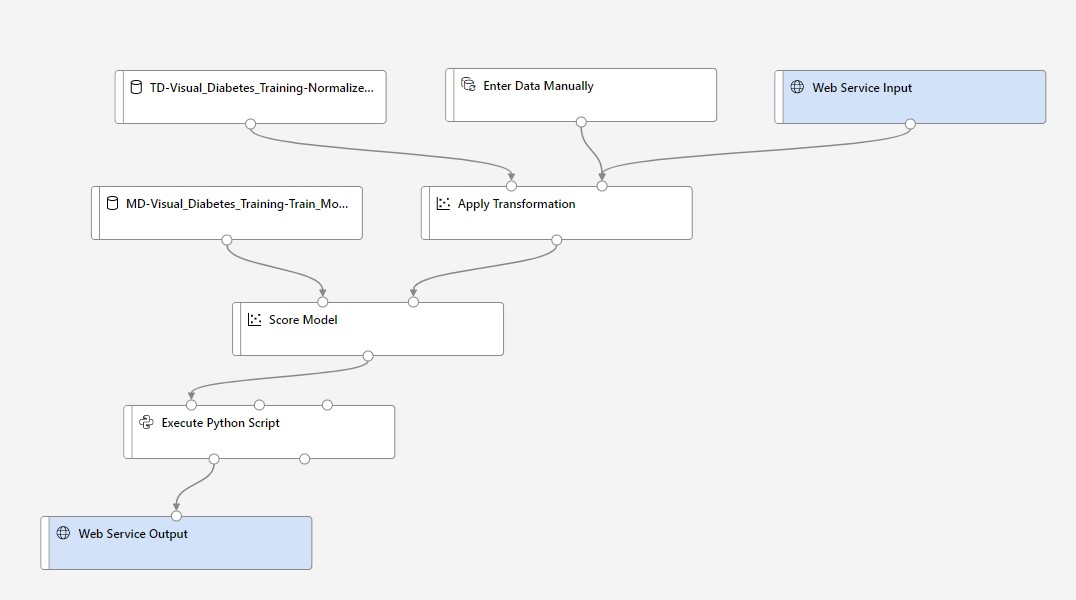 TD-Visual_Diabetes_Training-Normalize...
Enter Data Manually
Web Service Input
MD-Visual_Diabetes_Training-Train_Mo...
Apply Transformation
Score Model
Execute Python Script
Web Service Output